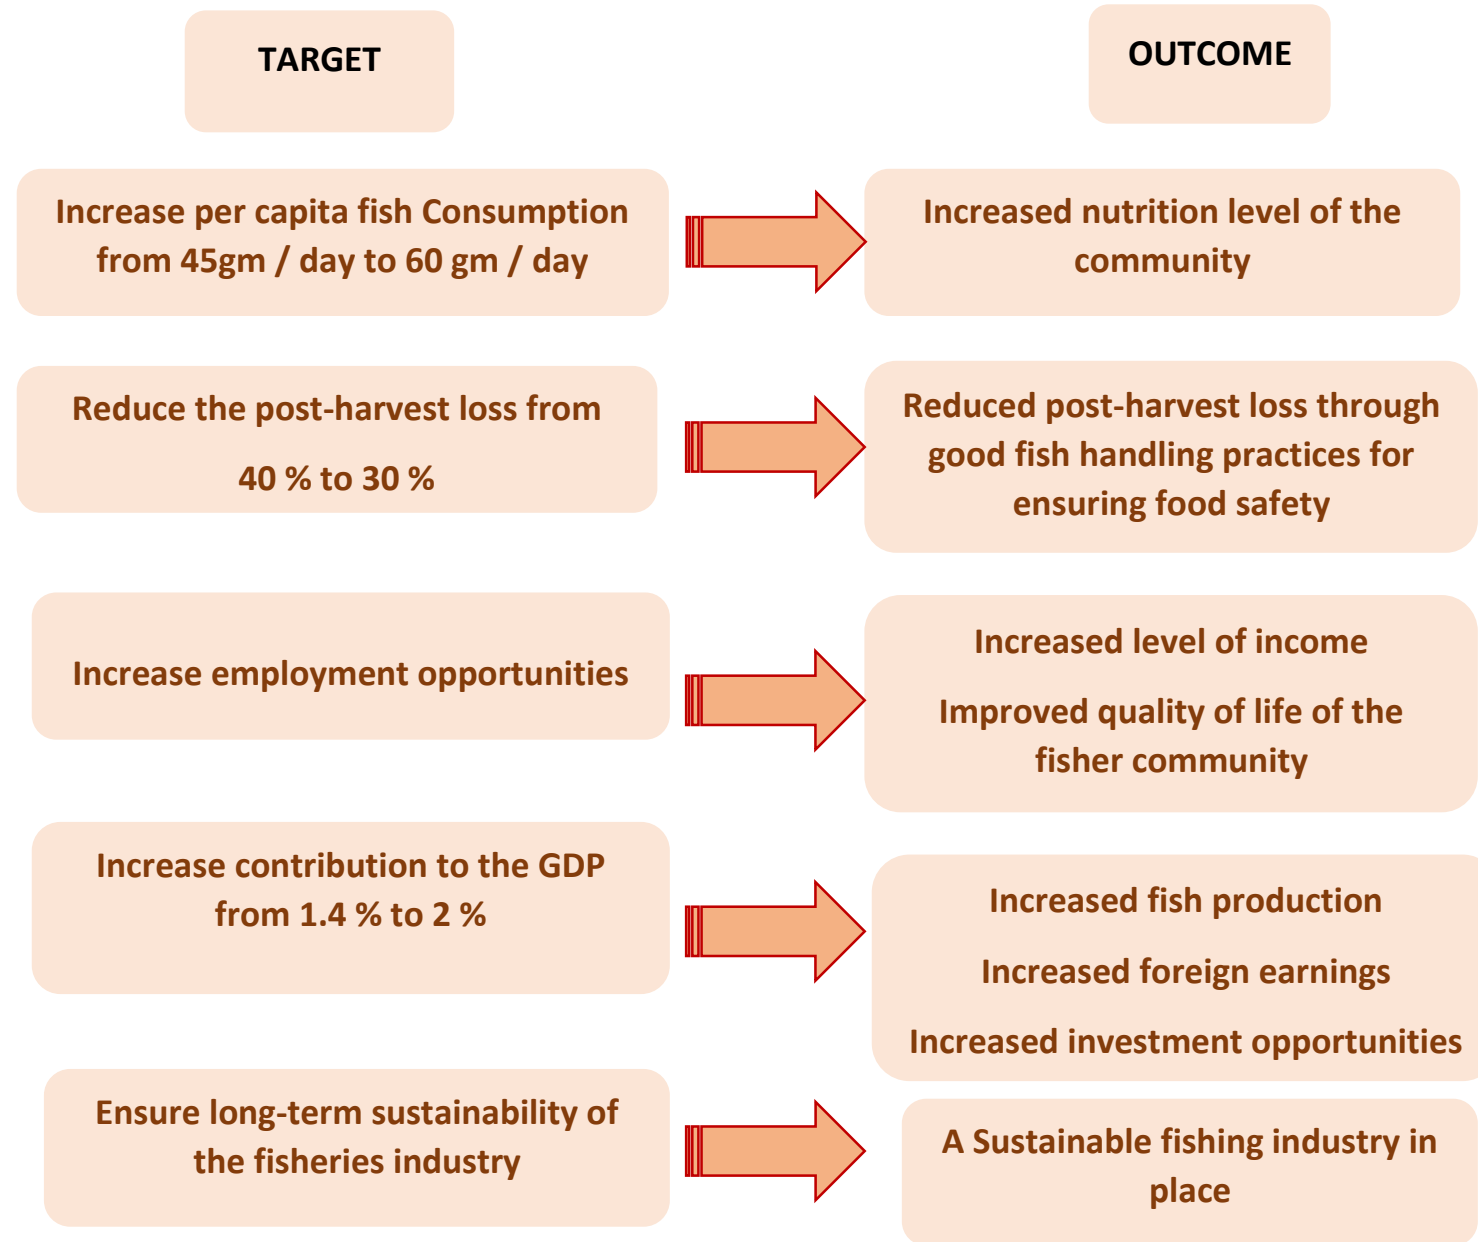 TARGET
OUTCOME
Increase per capita fish Consumption
from 45gm / day to 60 gm / day
Increased nutrition level of the
community
Reduce the post-harvest loss from
40 % to 30 %
Reduced post-harvest loss through
good fish handling practices for
ensuring food safety
Increase employment opportunities
Increased level of income
Improved quality of life of the
fisher community
Increase contribution to the GDP
from 1.4 % to 2 %
Increased fish production
Increased foreign earnings
Increased investment opportunities
Ensure long-term sustainability of
the fisheries industry
A Sustainable fishing industry in
place